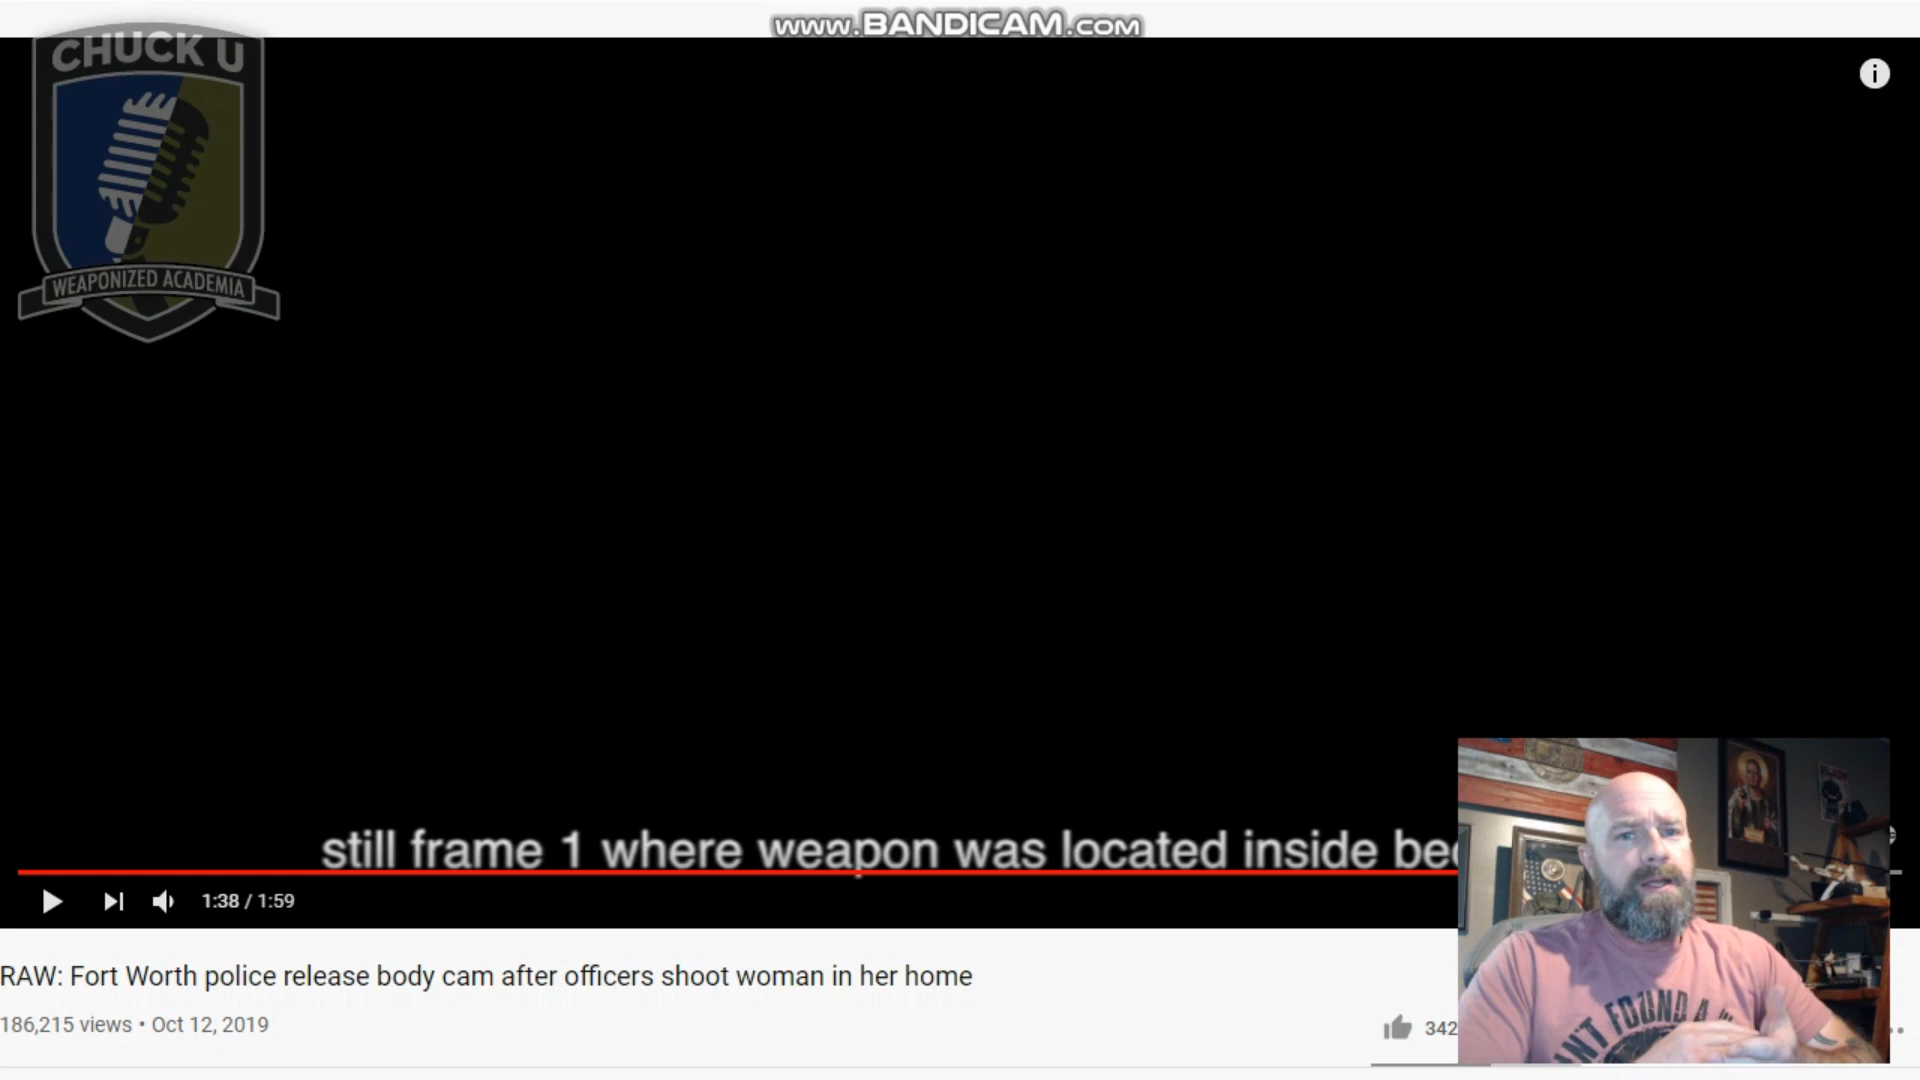 www.BANDICAM.COM
CHUCK U
WEAPONIZED ACADEMIA
still frame 1 where weapon was located inside
1:38 / 1:59
RAW: Fort Worth police release body cam after officers shoot woman in her home
186,215 views • Oct 12, 2019
342
FOUND A